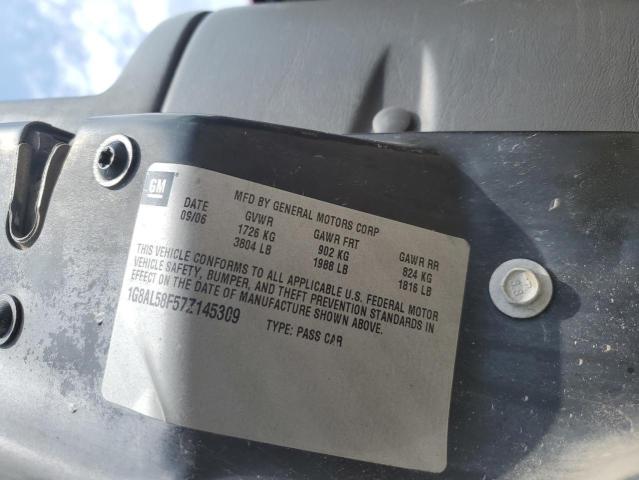 GM
MFD BY GENERAL MOTORS CORP
DATE GVWR GAWR FRT GAWR RR
09/06 1726 KG 902 KG 824 KG
3804 LB 1988 LB 1816 LB
THIS VEHICLE CONFORMS TO ALL APPLICABLE U.S. FEDERAL MOTOR
VEHICLE SAFETY, BUMPER, AND THEFT PREVENTION STANDARDS IN
EFFECT ON THE DATE OF MANUFACTURE SHOWN ABOVE.
1G8AL58F57Z145309 TYPE: PASS CAR